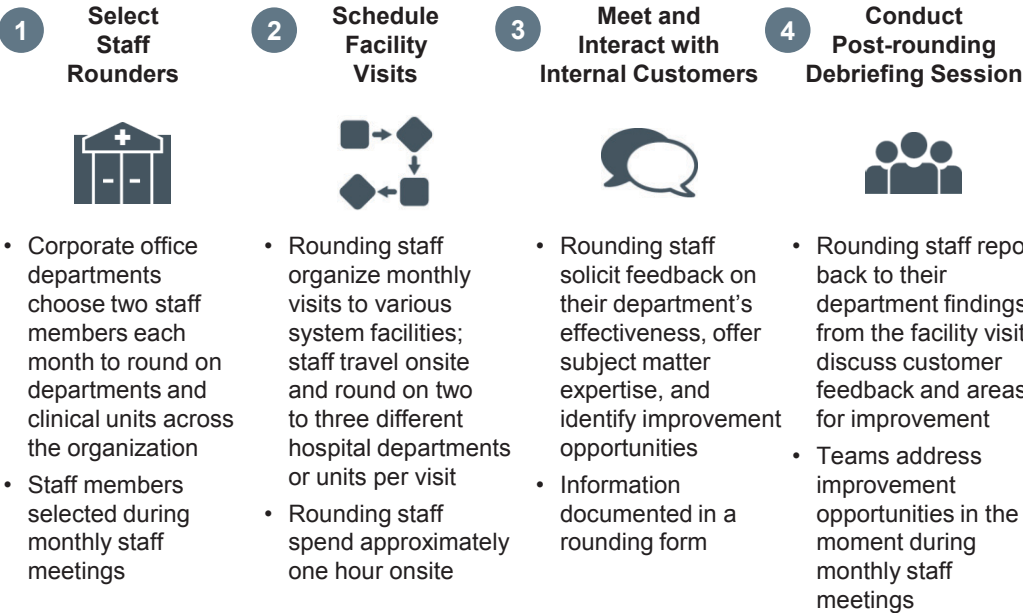 1
Select
Staff
Rounders
• Corporate office
departments
choose two staff
members each
month to round on
departments and
clinical units across
the organization
• Staff members
selected during
monthly staff
meetings
2
Schedule
Facility
Visits
• Rounding staff
organize monthly
visits to various
system facilities;
staff travel onsite
and round on two
to three different
hospital departments
or units per visit
• Rounding staff
spend approximately
one hour onsite
3
Meet and
Interact with
Internal Customers
• Rounding staff
solicit feedback on
their department's
effectiveness, offer
subject matter
expertise, and
identify improvement
opportunities
• Information
documented in a
rounding form
4
Conduct
Post-rounding
Debriefing Session
• Rounding staff
back to their
department findings
from the facility
discuss customer
feedback and areas
for improvement
• Teams address
improvement
opportunities in the
moment during
monthly staff
meetings